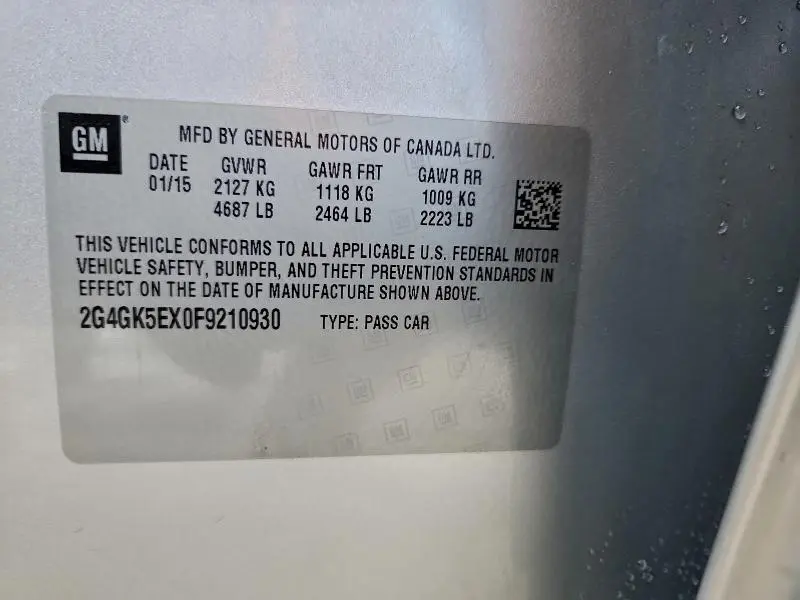 GM®
MFD BY GENERAL MOTORS OF CANADA LTD.
DATE GVWR GAWR FRT GAWR RR
01/15 2127 KG 1118 KG 1009 KG
4687 LB 2464 LB 2223 LB
THIS VEHICLE CONFORMS TO ALL APPLICABLE U.S. FEDERAL MOTOR
VEHICLE SAFETY, BUMPER, AND THEFT PREVENTION STANDARDS IN
EFFECT ON THE DATE OF MANUFACTURE SHOWN ABOVE.
2G4GK5EX0F9210930 TYPE: PASS CAR